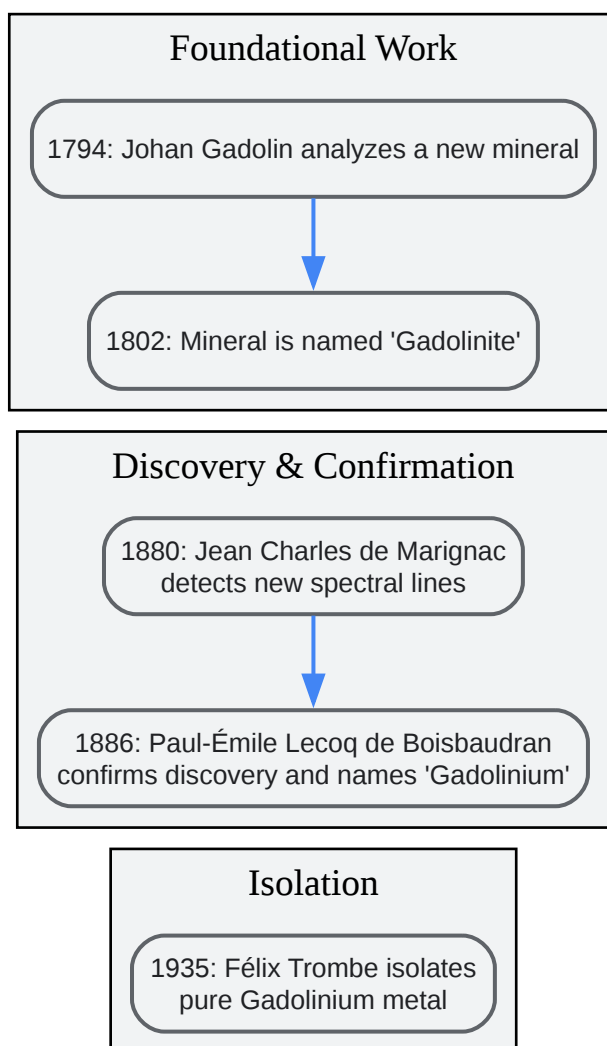 Foundational Work
1794: Johan Gadolin analyzes a new mineral
1802: Mineral is named 'Gadolinite'
Discovery & Confirmation
1880: Jean Charles de Marignac
detects new spectral lines
1886: Paul-Émile Lecoq de Boisbaudran
confirms discovery and names 'Gadolinium'
Isolation
1935: Félix Trombe isolates
pure Gadolinium metal